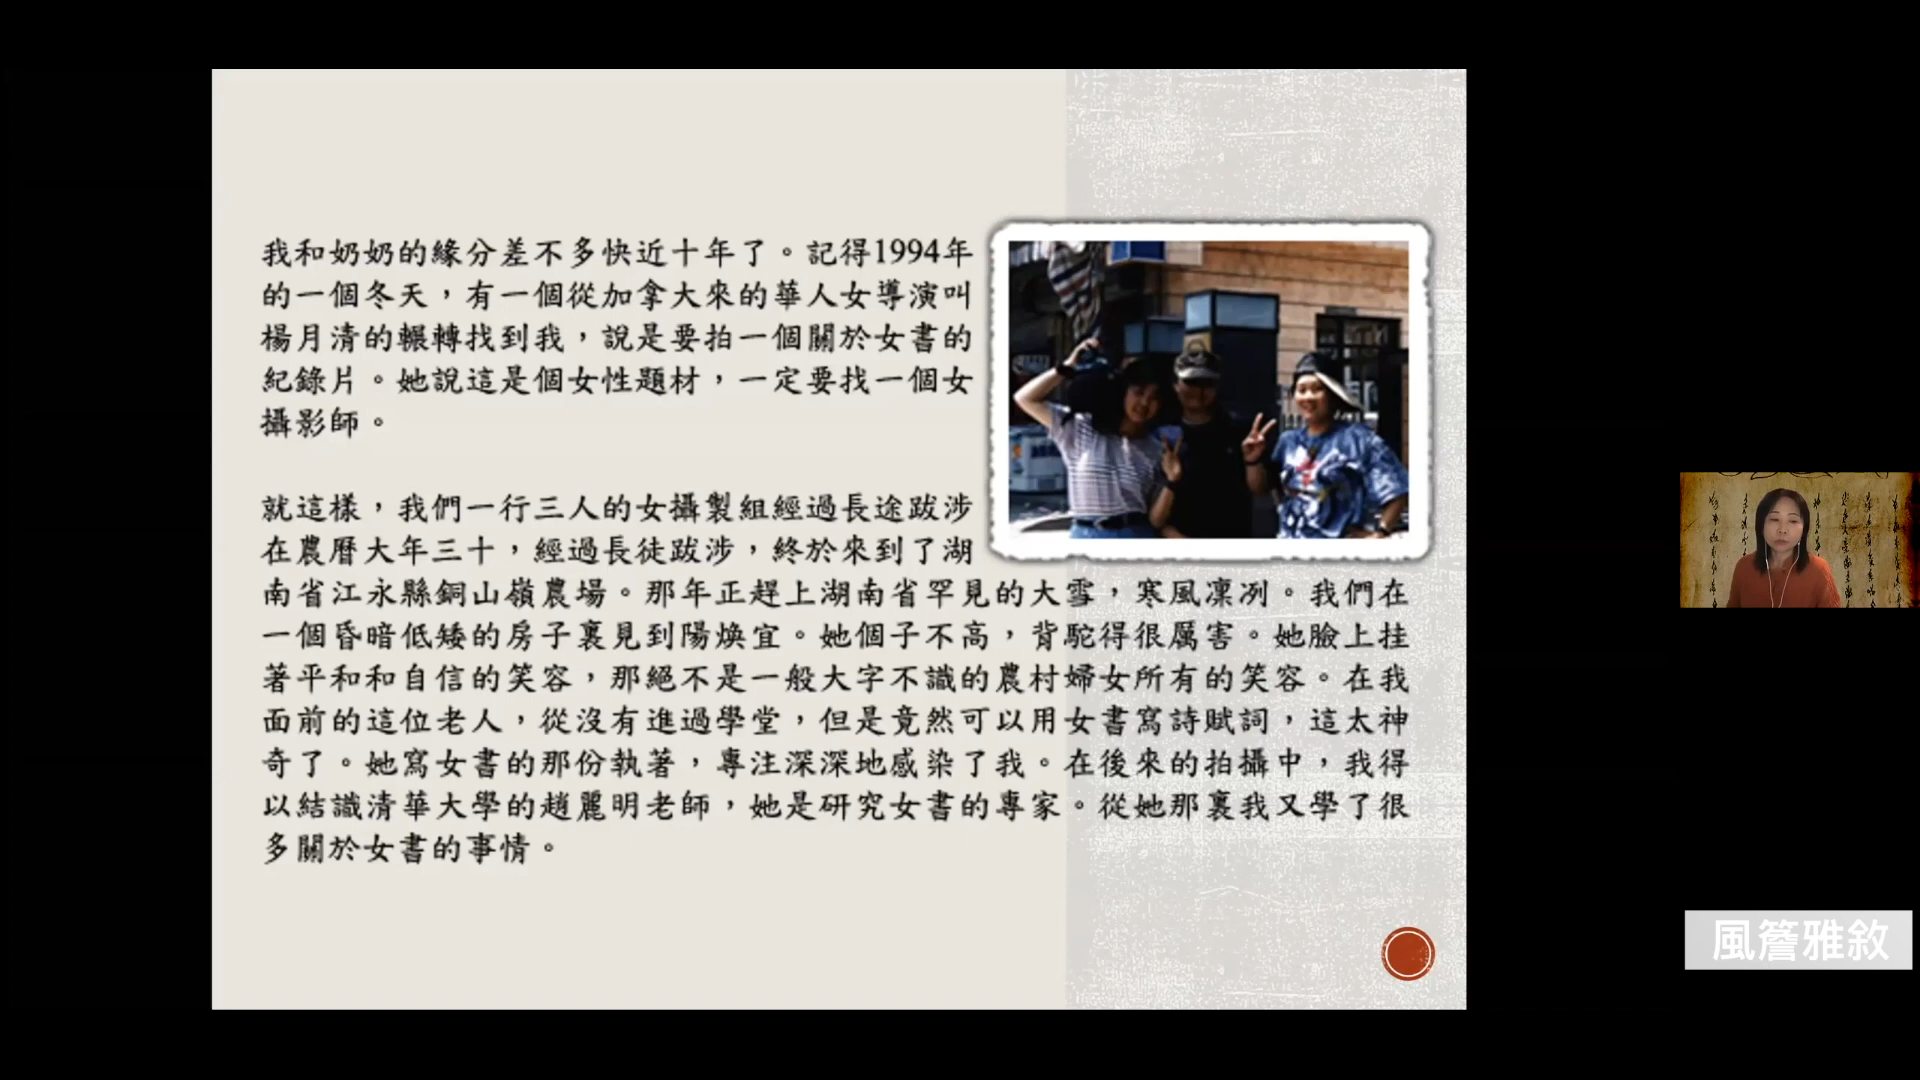 我和奶奶的緣分差不多快近十年了。記得1994年
的一個冬天，有一個從加拿大來的華人女導演叫
楊月清的輾轉找到我，說是要拍一個關於女書的
紀錄片。她說這是個女性題材，一定要找一個女
攝影師。
就這樣，我們一行三人的女攝製組經過長途跋涉
在農曆大年三十，經過長徒跋涉，終於來到了湖
南省江永縣銅山嶺農場。那年正趕上湖南省罕見的大雪，寒風凜冽。我們在
一個昏暗低矮的房子裏見到陽煥宜。她個子不高，背駝得很厲害。她臉上挂
著平和和自信的笑容，那絕不是一般大字不識的農村婦女所有的笑容。在我
面前的這位老人，從沒有進過學堂，但是竟然可以用女書寫詩賦詞，這太神
奇了。她寫女書的那份執著，專注深深地感染了我。在後來的拍攝中，我得
以結識清華大學的趙麗明老師，她是研究女書的專家。從她那裏我又學了很
多關於女書的事情。
風簷雅敘